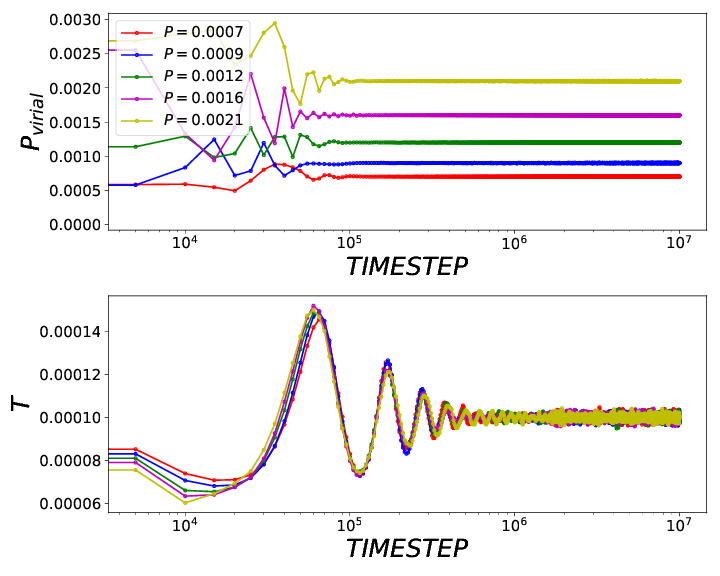 0.0030
0.0025
0.0020
0.0015
0.0010
0.0005
0.0000
P_virial
P = 0.0007
P = 0.0009
P = 0.0012
P = 0.0016
P = 0.0021
10^4
10^5
10^6
10^7
TIMESTEP
0.00014
0.00012
0.00010
0.00008
0.00006
T
10^4
10^5
10^6
10^7
TIMESTEP